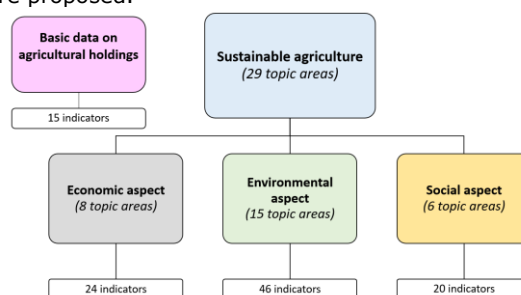 re proposed.
Basic data on
agricultural holdings
15 indicators
Sustainable agriculture
(29 topic areas)
Economic aspect
(8 topic areas)
24 indicators
Environmental
aspect
(15 topic areas)
46 indicators
Social aspect
(6 topic areas)
20 indicators